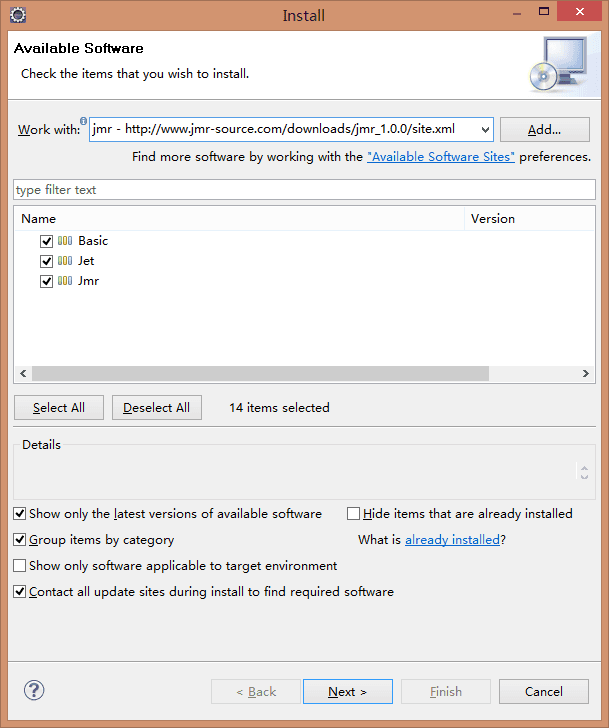 Install
Available Software
Check the items that you wish to install.
Work with: jmr - http://www.jmr-source.com/downloads/jmr_1.0.0/site.xml Add...
Find more software by working with the "Available Software Sites" preferences.
type filter text
Name Version
Basic
Jet
Jmr
Select All Deselect All 14 items selected
Details
Show only the latest versions of available software Hide items that are already installed
Group items by category What is already installed?
Show only software applicable to target environment
Contact all update sites during install to find required software
? < Back Next > Finish Cancel